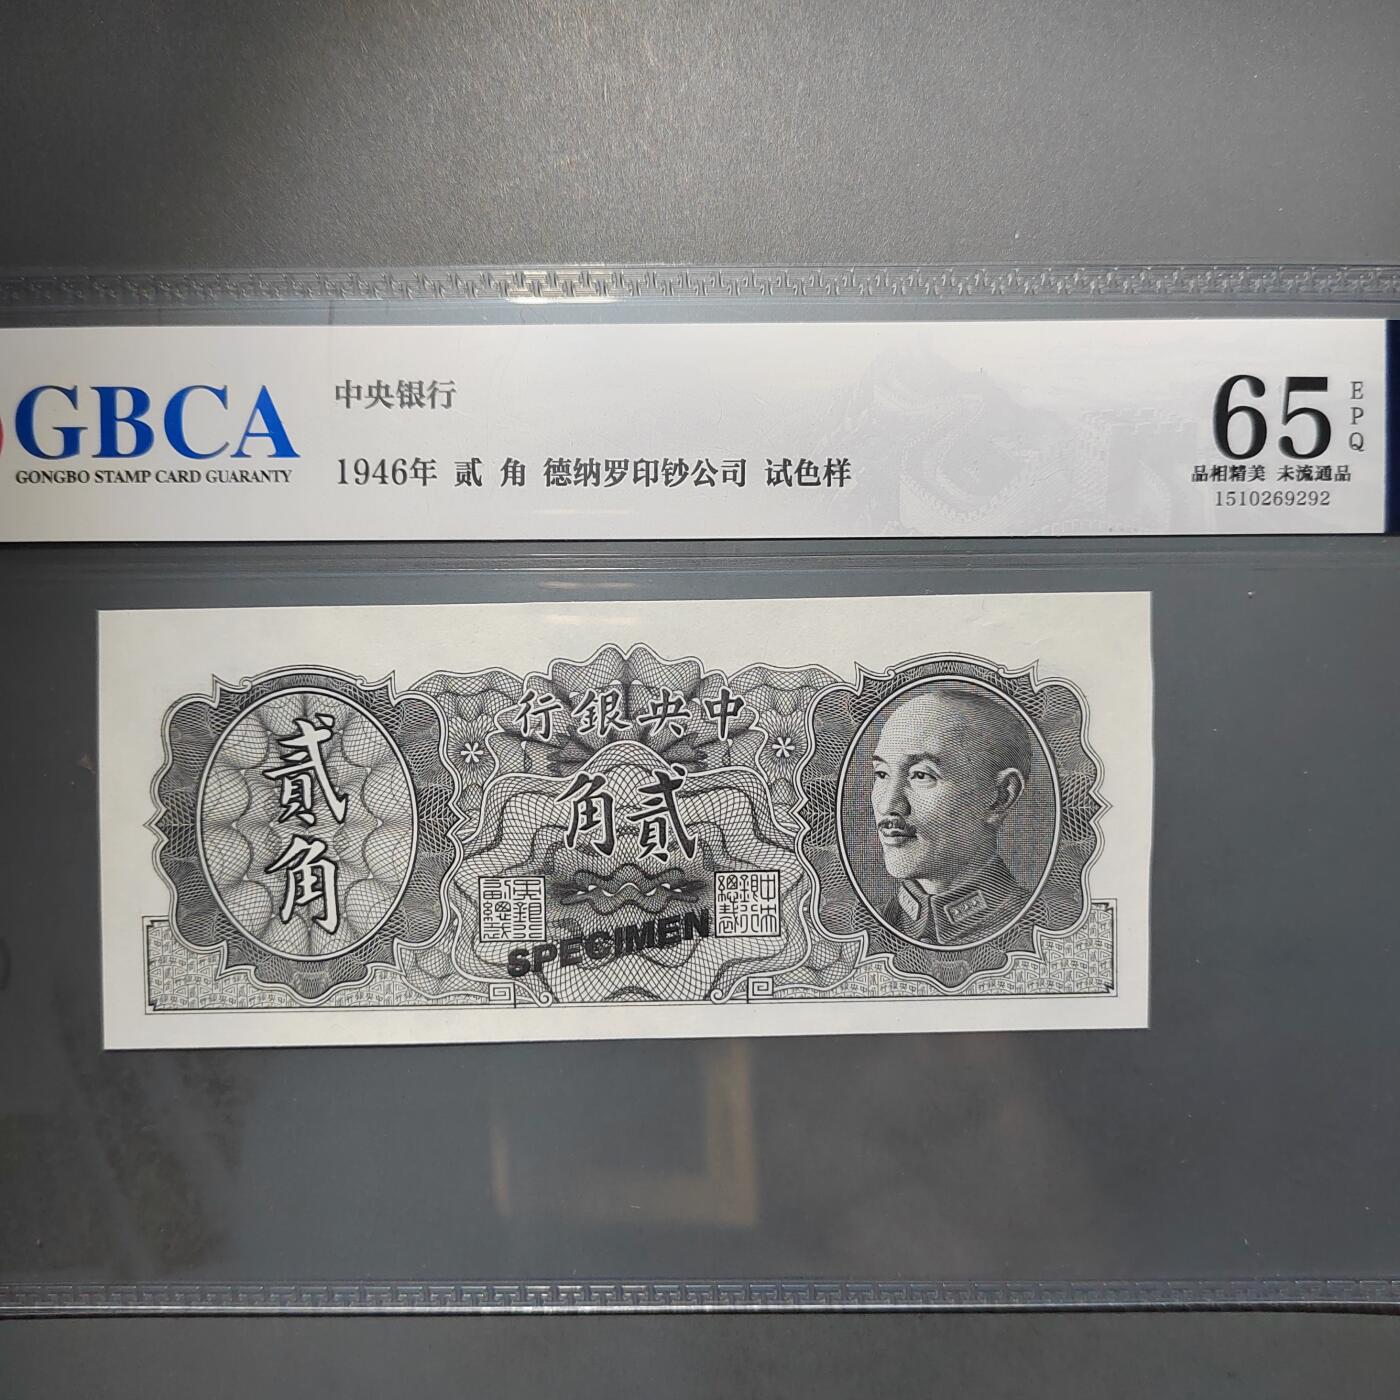 GBCA
GONGBO STAMP CARD GUARANTY
中央银行
1946年 贰 角 德纳罗印钞公司 试色样
65
EPQ
品相精美 未流通品
1510269292
行銀央中
角貳
貳角
SPECIMEN